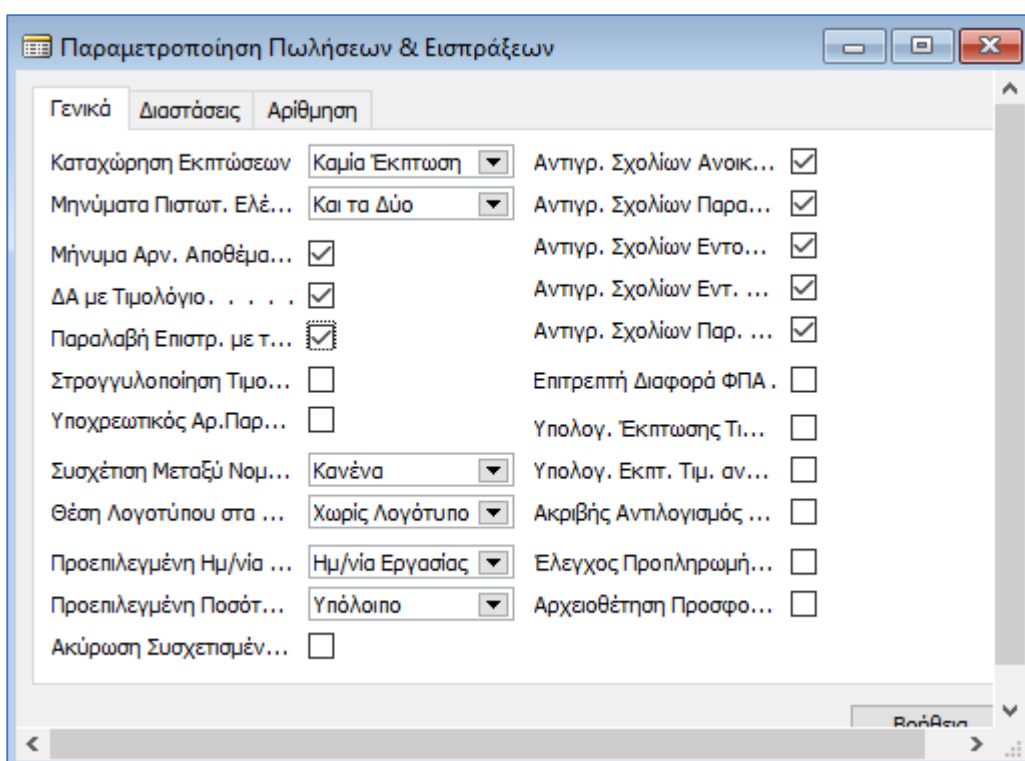 Παραμετροποίηση Πωλήσεων & Εισπράξεων
Γενικά Διαστάσεις Αρίθμηση
Καταχώρηση Εκπτώσεων Καμία Έκπτωση Αντιγρ. Σχολίων Ανοικ...
Μηνύματα Πιστωτ. Ελέ... Και τα Δύο Αντιγρ. Σχολίων Παρα...
Μήνυμα Αρν. Αποθέμα... Αντιγρ. Σχολίων Εντο...
ΔΑ με Τιμολόγιο. . . . . Αντιγρ. Σχολίων Εντ. ...
Παραλαβή Επιστρ. με τ... Αντιγρ. Σχολίων Παρ. ...
Στρογγυλοποίηση Τιμο... Επιτρεπτή Διαφορά ΦΠΑ .
Υποχρεωτικός Αρ.Παρ... Υπολογ. Έκπτωσης Τι...
Συσχέτιση Μεταξύ Νομ... Κανένα Υπολογ. Εκπτ. Τιμ. αν...
Θέση Λογοτύπου στα ... Χωρίς Λογότυπο Ακριβής Αντιλογισμός ...
Προεπιλεγμένη Ημ/νία ... Ημ/νία Εργασίας Έλεγχος Προπληρωμή...
Προεπιλεγμένη Ποσότ... Υπόλοιπο Αρχειοθέτηση Προσφο...
Ακύρωση Συσχετισμέν...
Βοήθεια